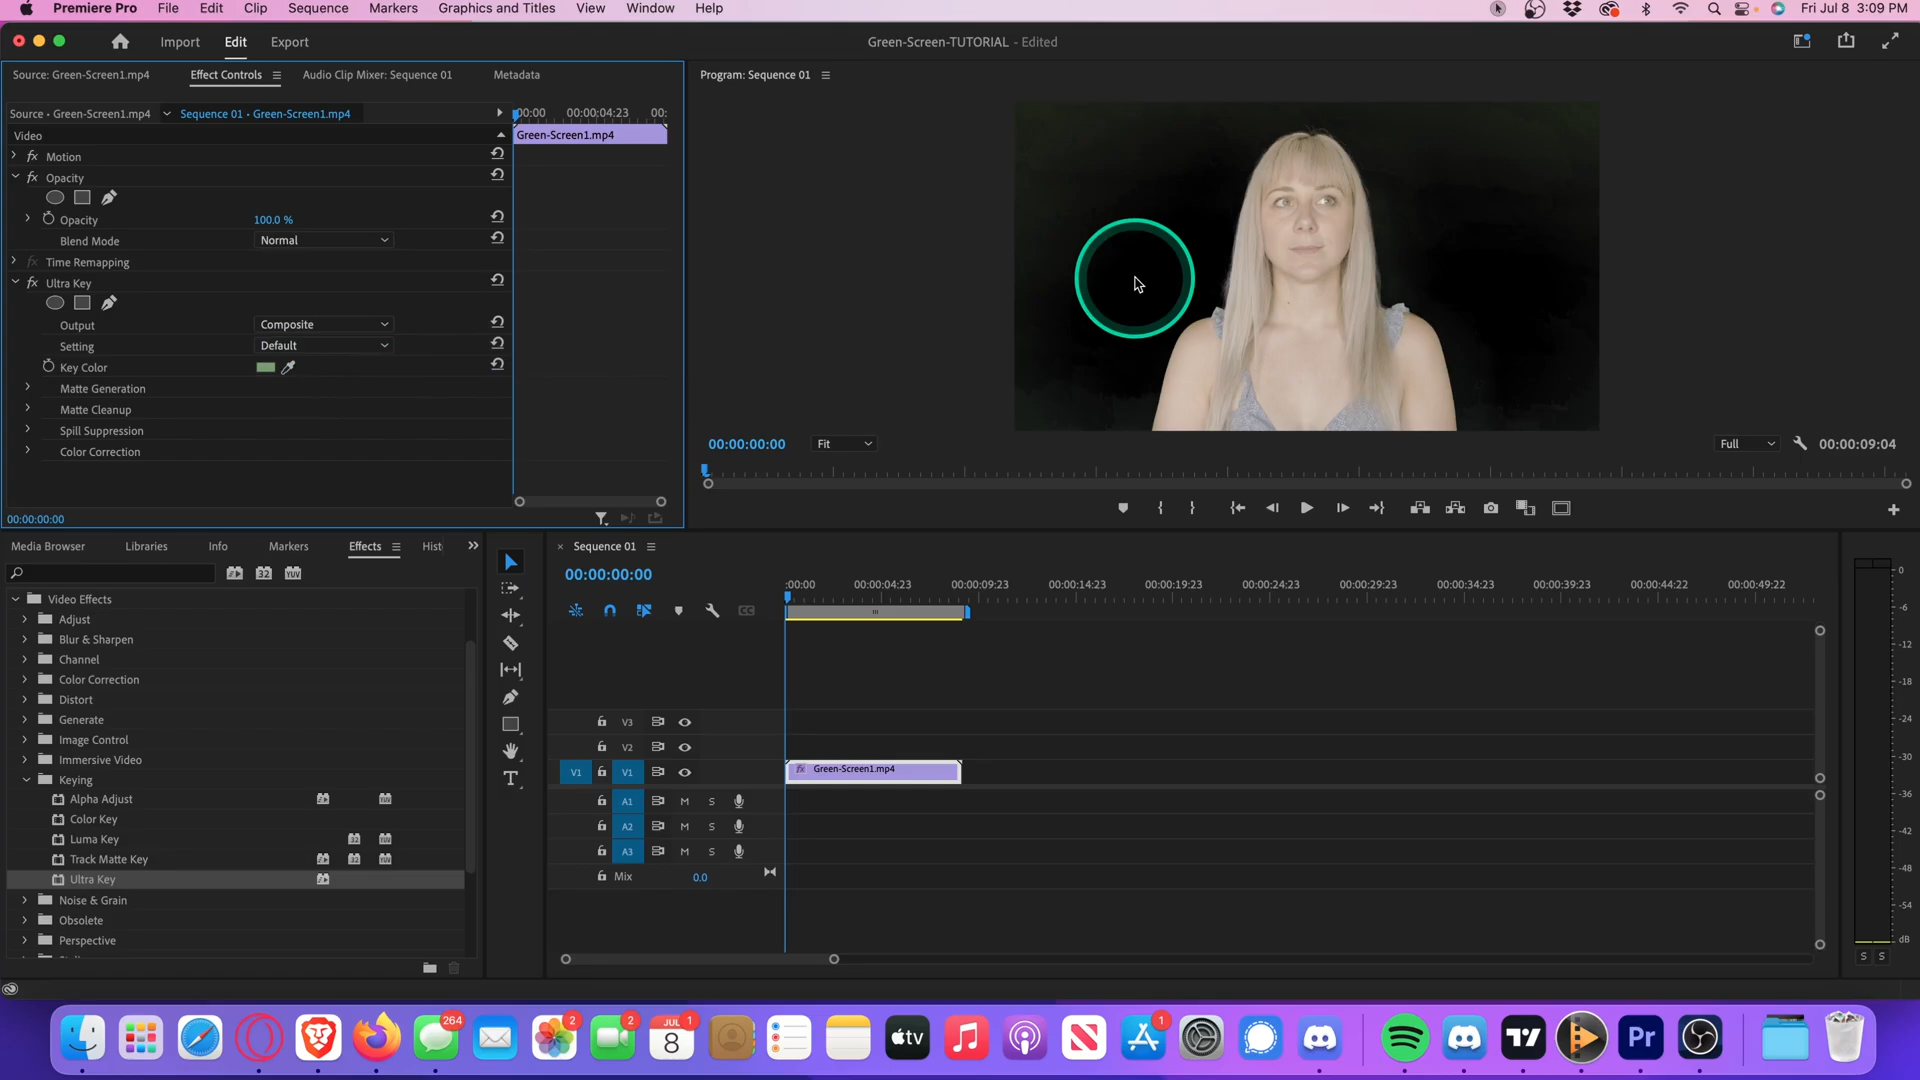 Premiere Pro File Edit Clip Sequence Markers Graphics and Titles View Window Help Fri Jul 8 3:09 PM
Import Edit Export Green-Screen-TUTORIAL - Edited
Source: Green-Screen1.mp4 Effect Controls Audio Clip Mixer: Sequence 01 Metadata
Program: Sequence 01
Source • Green-Screen1.mp4 Sequence 01 • Green-Screen1.mp4
:00:00 00:00:04:23 00:
Video
Green-Screen1.mp4
fx Motion
fx Opacity
Opacity 100.0 %
Blend Mode Normal
fx Time Remapping
fx Ultra Key
Output Composite
Setting Default
Key Color
Matte Generation
Matte Cleanup
Spill Suppression
Color Correction
00:00:00:00
00:00:00:00 Fit Full 00:00:09:04
Media Browser Libraries Info Markers Effects Hist
32 YUV
Video Effects
Adjust
Blur & Sharpen
Channel
Color Correction
Distort
Generate
Image Control
Immersive Video
Keying
Alpha Adjust
Color Key
Luma Key
Track Matte Key
Ultra Key
Noise & Grain
Obsolete
Perspective
T
× Sequence 01
00:00:00:00
CC
:00:00 00:00:04:23 00:00:09:23 00:00:14:23 00:00:19:23 00:00:24:23 00:00:29:23 00:00:34:23 00:00:39:23 00:00:44:22 00:00:49:22
V3
V2
V1 V1 fx Green-Screen1.mp4
A1 M S
A2 M S
A3 M S
Mix 0.0
0
-6
-12
-18
-24
-30
-36
-42
-48
-54
dB
S S
264 2 2 JUL 8 1 tv 1 Pr